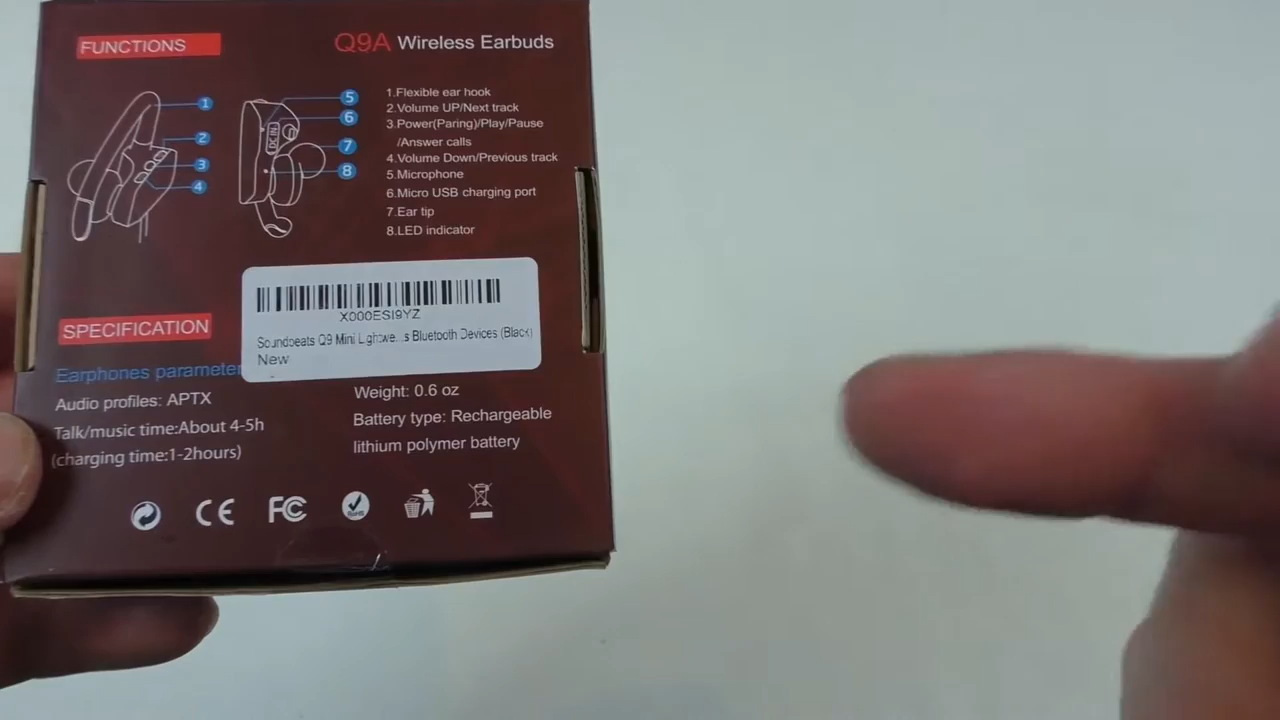 FUNCTIONS
Q9A Wireless Earbuds
1
2
3
4
5
6
7
8
DC IN
1.Flexible ear hook
2.Volume UP/Next track
3.Power(Paring)/Play/Pause
/Answer calls
4.Volume Down/Previous track
5.Microphone
6.Micro USB charging port
7.Ear tip
8.LED indicator
X000ESI9YZ
Soundbeats Q9 Mini Lightwe...s Bluetooth Devices (Black)
New
SPECIFICATION
Earphones parameter
Audio profiles: APTX
Talk/music time:About 4-5h
(charging time:1-2hours)
Weight: 0.6 oz
Battery type: Rechargeable
lithium polymer battery
CE
FC
RoHS